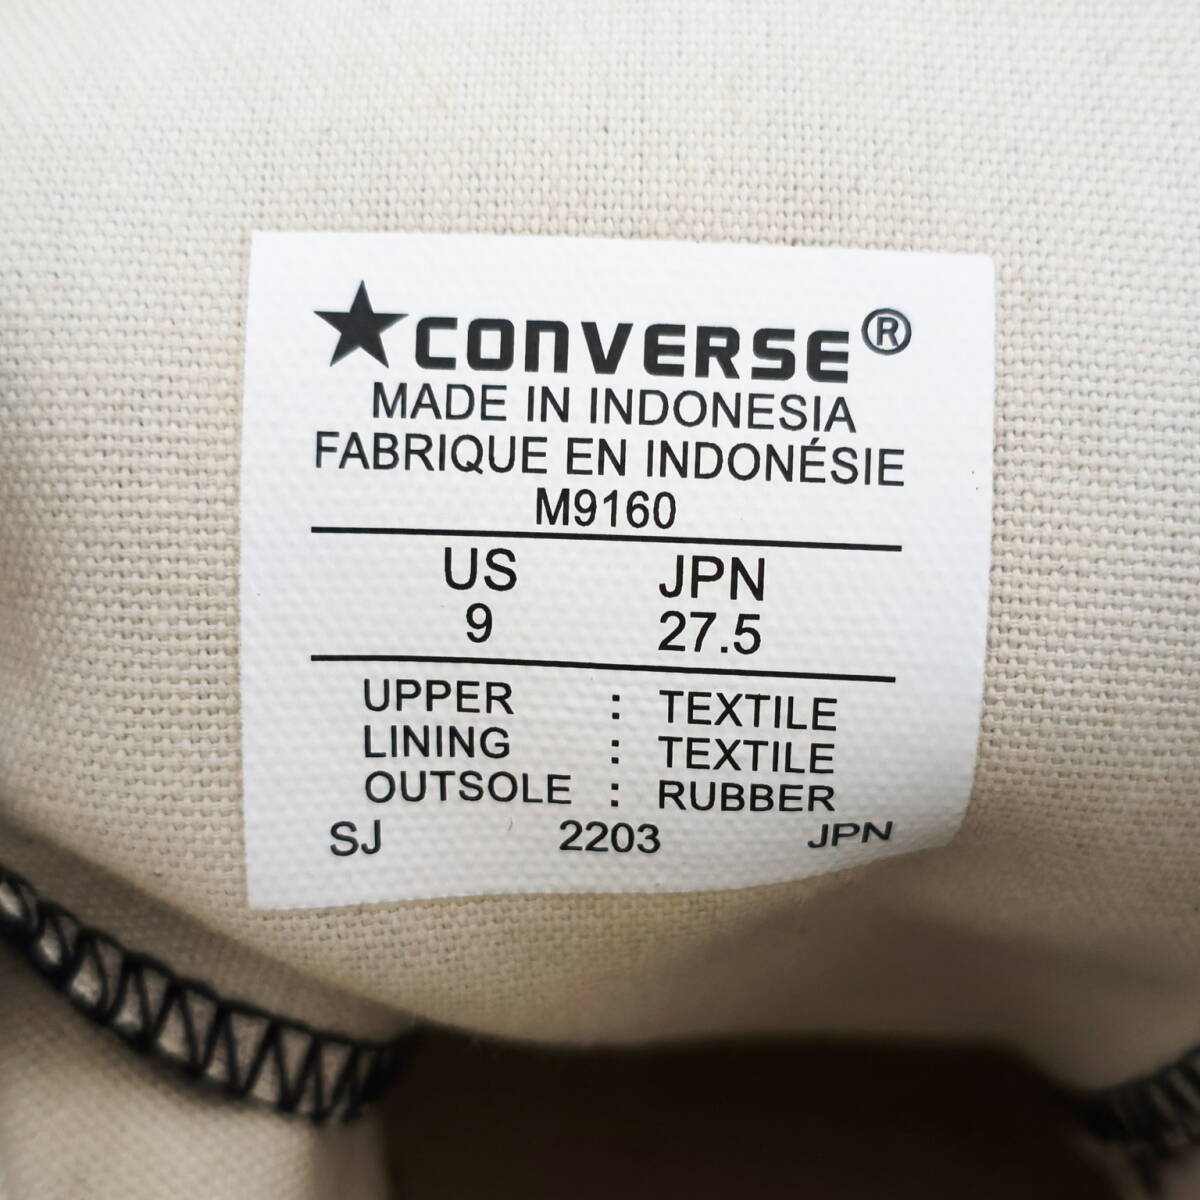 ★CONVERSE®
MADE IN INDONESIA
FABRIQUE EN INDONÉSIE
M9160
US JPN
9 27.5
UPPER : TEXTILE
LINING : TEXTILE
OUTSOLE : RUBBER
SJ 2203 JPN